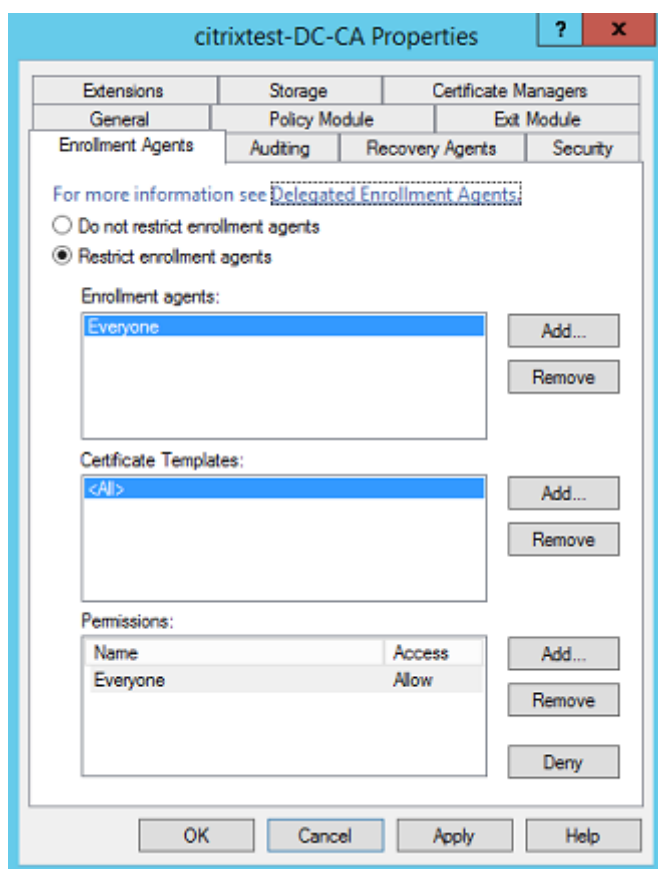 citrixtest-DC-CA Properties
? x
Extensions Storage Certificate Managers
General Policy Module Exit Module
Enrollment Agents Auditing Recovery Agents Security
For more information see Delegated Enrollment Agents.
Do not restrict enrollment agents
Restrict enrollment agents
Enrollment agents:
Everyone
Add...
Remove
Certificate Templates:
<All>
Add...
Remove
Permissions:
Name Access
Everyone Allow
Add...
Remove
Deny
OK Cancel Apply Help